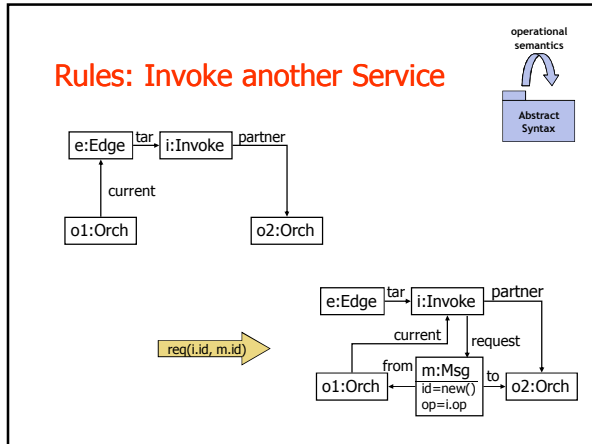 operational
semantics
Rules: Invoke another Service
Abstract
Syntax
e:Edge
tar
i:Invoke
partner
current
o1:Orch
o2:Orch
req(i.id, m.id)
e:Edge
tar
i:Invoke
partner
current
request
from
m:Msg
to
o1:Orch
id=new()
op=i.op
o2:Orch